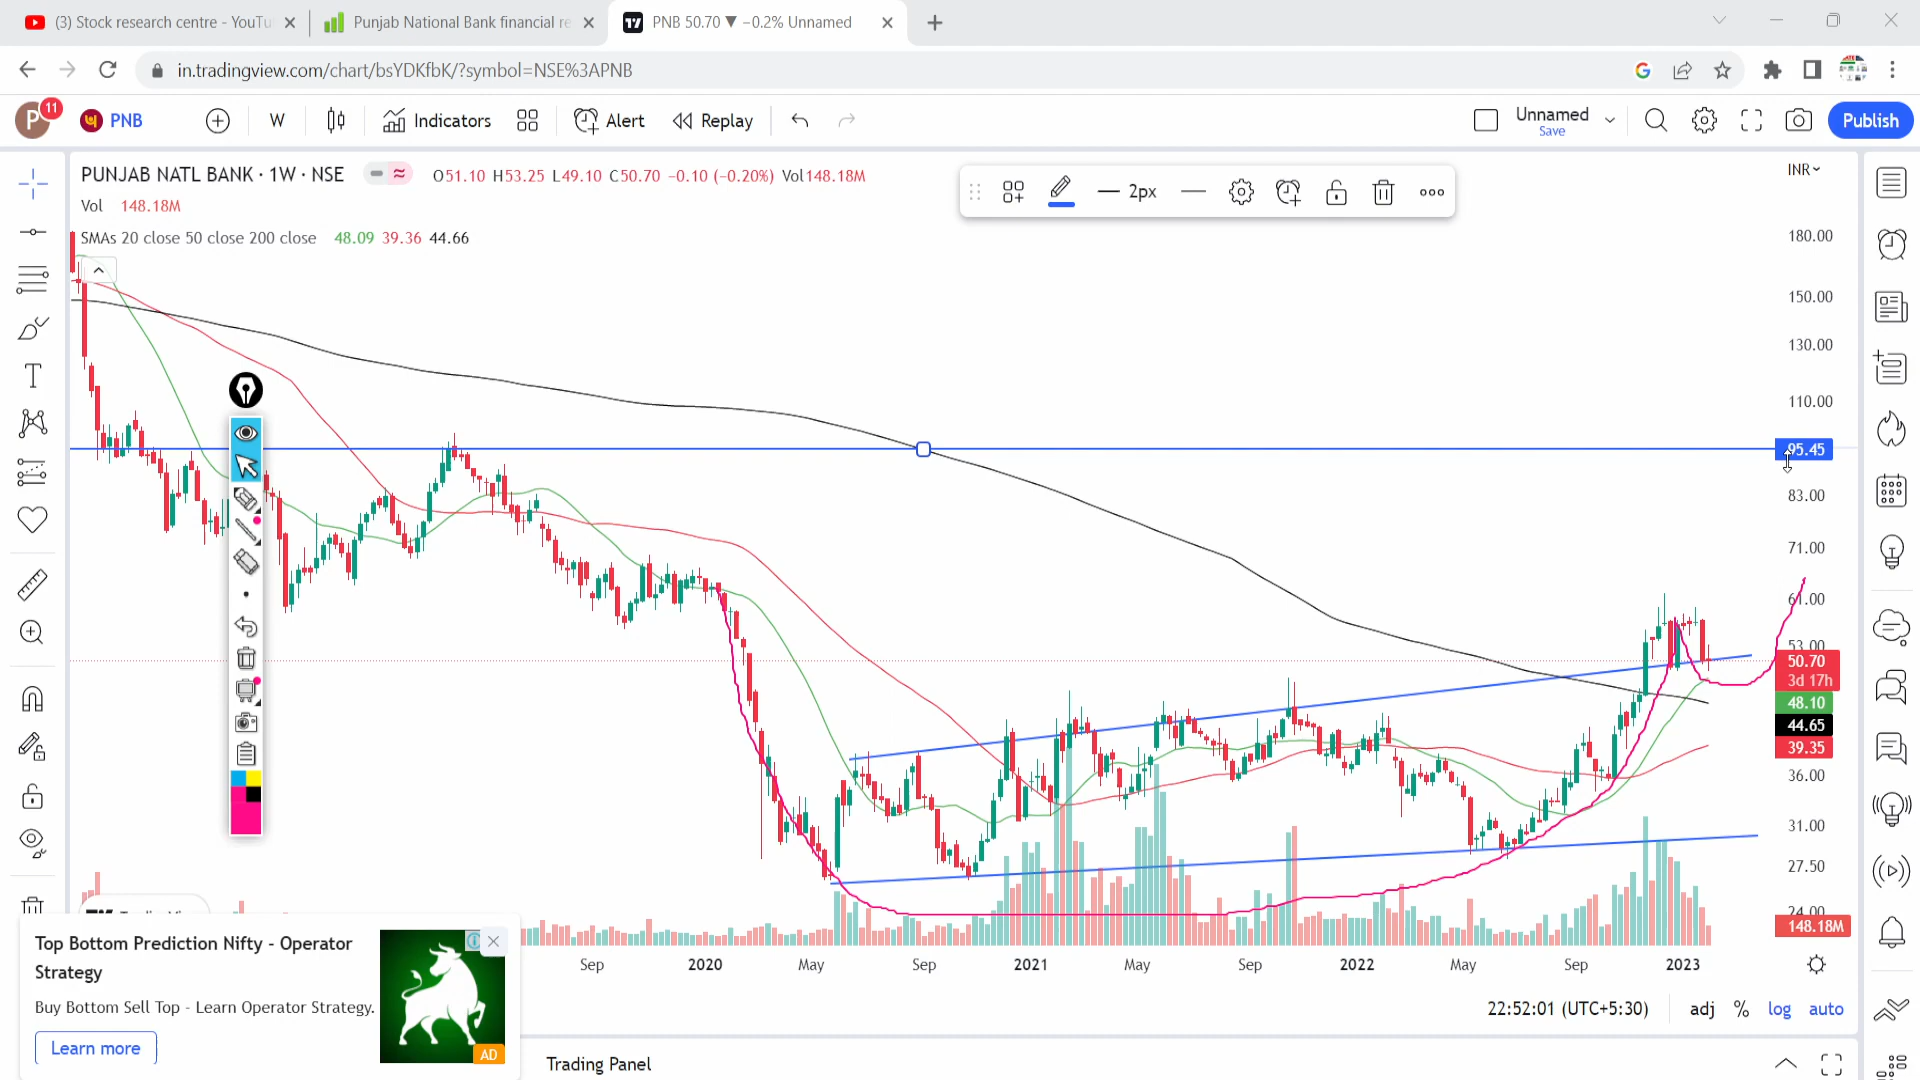 (3) Stock research centre - YouTu
Punjab National Bank financial re
PNB 50.70 ▼ −0.2% Unnamed
in.tradingview.com/chart/bsYDKfbK/?symbol=NSE%3APNB
P
11
PNB
W
Indicators
Alert
Replay
Unnamed
Save
Publish
PUNJAB NATL BANK · 1W · NSE
O51.10 H53.25 L49.10 C50.70 −0.10 (−0.20%) Vol148.18M
Vol 148.18M
SMAs 20 close 50 close 200 close 48.09 39.36 44.66
2px
INR
180.00
150.00
130.00
110.00
95.45
83.00
71.00
61.00
53.00
50.70
3d 17h
48.10
44.65
39.35
36.00
31.00
27.50
24.00
148.18M
Sep
2020
May
Sep
2021
May
Sep
2022
May
Sep
2023
22:52:01 (UTC+5:30)
adj
%
log
auto
Top Bottom Prediction Nifty - Operator
Strategy
Buy Bottom Sell Top - Learn Operator Strategy.
Learn more
AD
Trading Panel